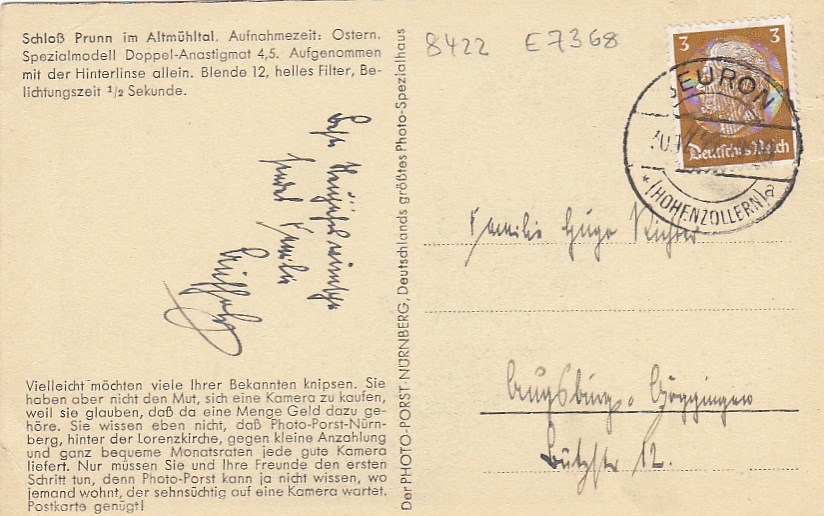 Schloß Prunn im Altmühltal. Aufnahmezeit: Ostern.
Spezialmodell Doppel-Anastigmat 4,5. Aufgenommen
mit der Hinterlinse allein. Blende 12, helles Filter, Be-
lichtungszeit ½ Sekunde.
8422 E7368
3 3
Deutsches Reich
BEURON
(HOHENZOLLERN) a
Familie
Der PHOTO-PORST-NÜRNBERG, Deutschlands größtes Photo-Spezialhaus
Familie Hugo Richter
Augsburg-Göggingen
12.
Vielleicht möchten viele Ihrer Bekannten knipsen. Sie
haben aber nicht den Mut, sich eine Kamera zu kaufen,
weil sie glauben, daß da eine Menge Geld dazu ge-
höre. Sie wissen eben nicht, daß Photo-Porst-Nürn-
berg, hinter der Lorenzkirche, gegen kleine Anzahlung
und ganz bequeme Monatsraten jede gute Kamera
liefert. Nur müssen Sie und Ihre Freunde den ersten
Schritt tun, denn Photo-Porst kann ja nicht wissen, wo
jemand wohnt, der sehnsüchtig auf eine Kamera wartet.
Postkarte genügt!